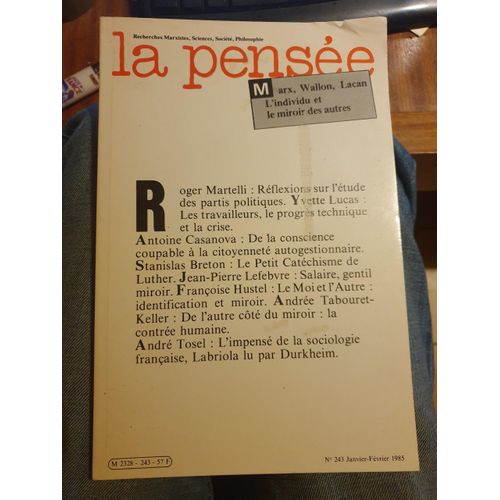 Recherches Marxistes, Sciences, Société, Philosophie
la pensée
Marx, Wallon, Lacan
L'individu et
le miroir des autres
Roger Martelli : Réflexions sur l'étude
des partis politiques. Yvette Lucas :
Les travailleurs, le progrès technique
et la crise.
Antoine Casanova : De la conscience
coupable à la citoyenneté autogestionnaire.
Stanislas Breton : Le Petit Catéchisme de
Luther. Jean-Pierre Lefebvre : Salaire, gentil
miroir. Françoise Hustel : Le Moi et l'Autre :
identification et miroir. Andrée Tabouret-
Keller : De l'autre côté du miroir : la
contrée humaine.
André Tosel : L'impensé de la sociologie
française, Labriola lu par Durkheim.
M 2328 - 243 - 57 F
N° 243 Janvier-Février 1985